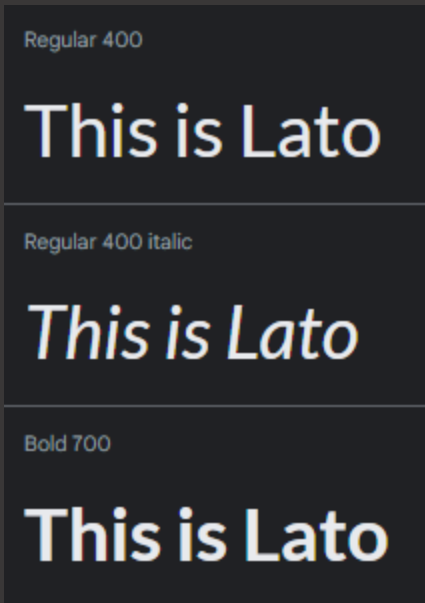 Regular 400
This is Lato
Regular 400 italic
This is Lato
Bold 700
This is Lato